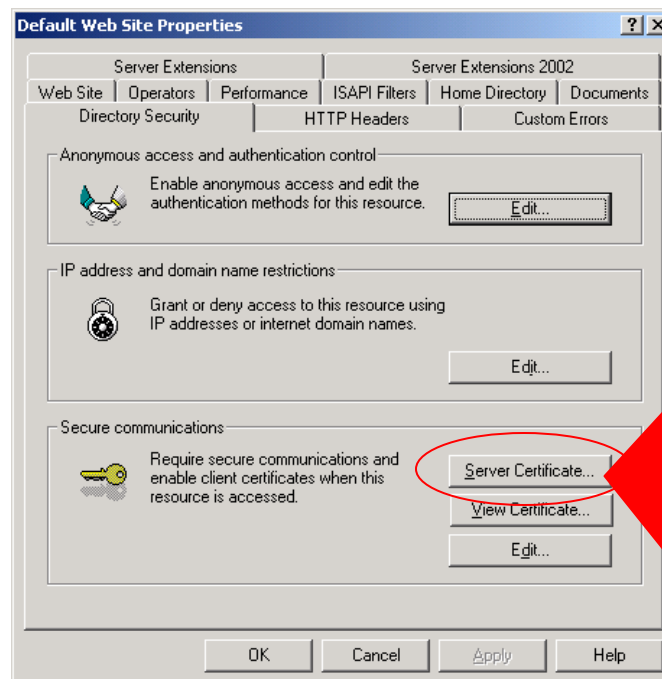 Default Web Site Properties
Server Extensions Server Extensions 2002
Web Site Operators Performance ISAPI Filters Home Directory Documents
Directory Security HTTP Headers Custom Errors
Anonymous access and authentication control
Enable anonymous access and edit the
authentication methods for this resource.
Edit...
IP address and domain name restrictions
Grant or deny access to this resource using
IP addresses or internet domain names.
Edit...
Secure communications
Require secure communications and
enable client certificates when this
resource is accessed.
Server Certificate...
View Certificate...
Edit...
OK Cancel Apply Help